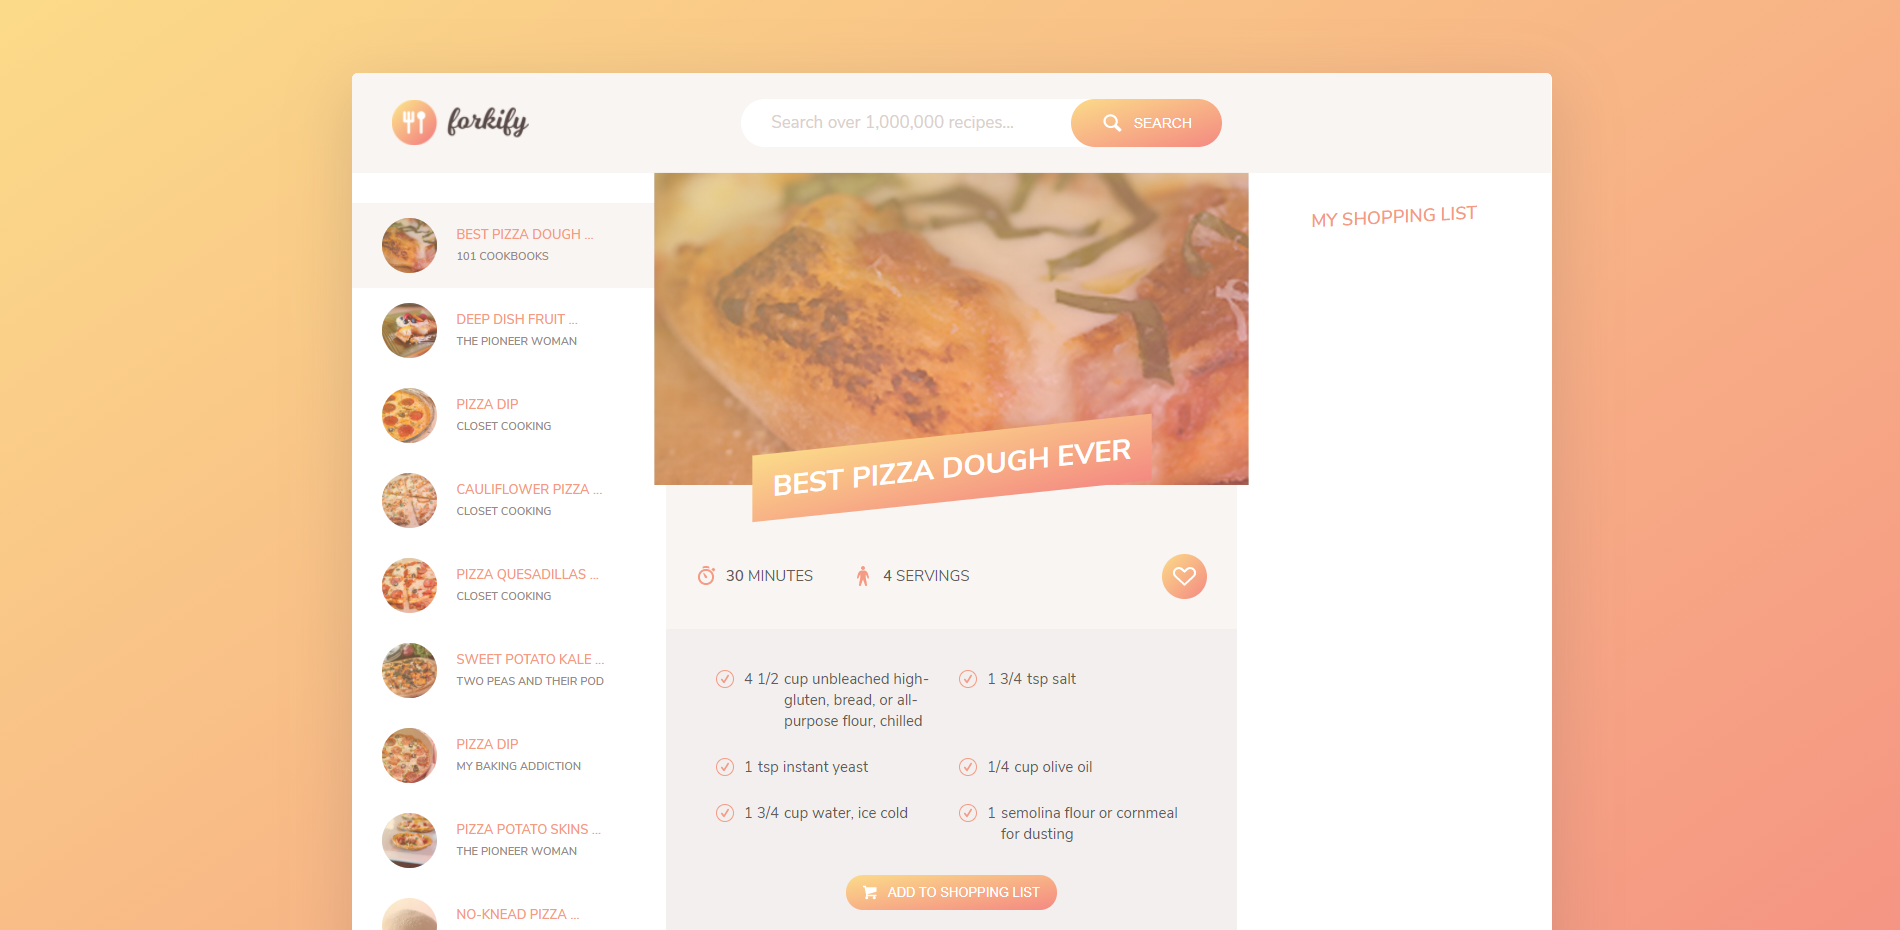 forkify
Search over 1,000,000 recipes...
SEARCH
BEST PIZZA DOUGH ...
101 COOKBOOKS
DEEP DISH FRUIT ...
THE PIONEER WOMAN
PIZZA DIP
CLOSET COOKING
CAULIFLOWER PIZZA ...
CLOSET COOKING
PIZZA QUESADILLAS ...
CLOSET COOKING
SWEET POTATO KALE ...
TWO PEAS AND THEIR POD
PIZZA DIP
MY BAKING ADDICTION
PIZZA POTATO SKINS ...
THE PIONEER WOMAN
NO-KNEAD PIZZA ...
BEST PIZZA DOUGH EVER
30 MINUTES
4 SERVINGS
4 1/2 cup unbleached high-
gluten, bread, or all-
purpose flour, chilled
1 3/4 tsp salt
1 tsp instant yeast
1/4 cup olive oil
1 3/4 cup water, ice cold
1 semolina flour or cornmeal
for dusting
ADD TO SHOPPING LIST
MY SHOPPING LIST